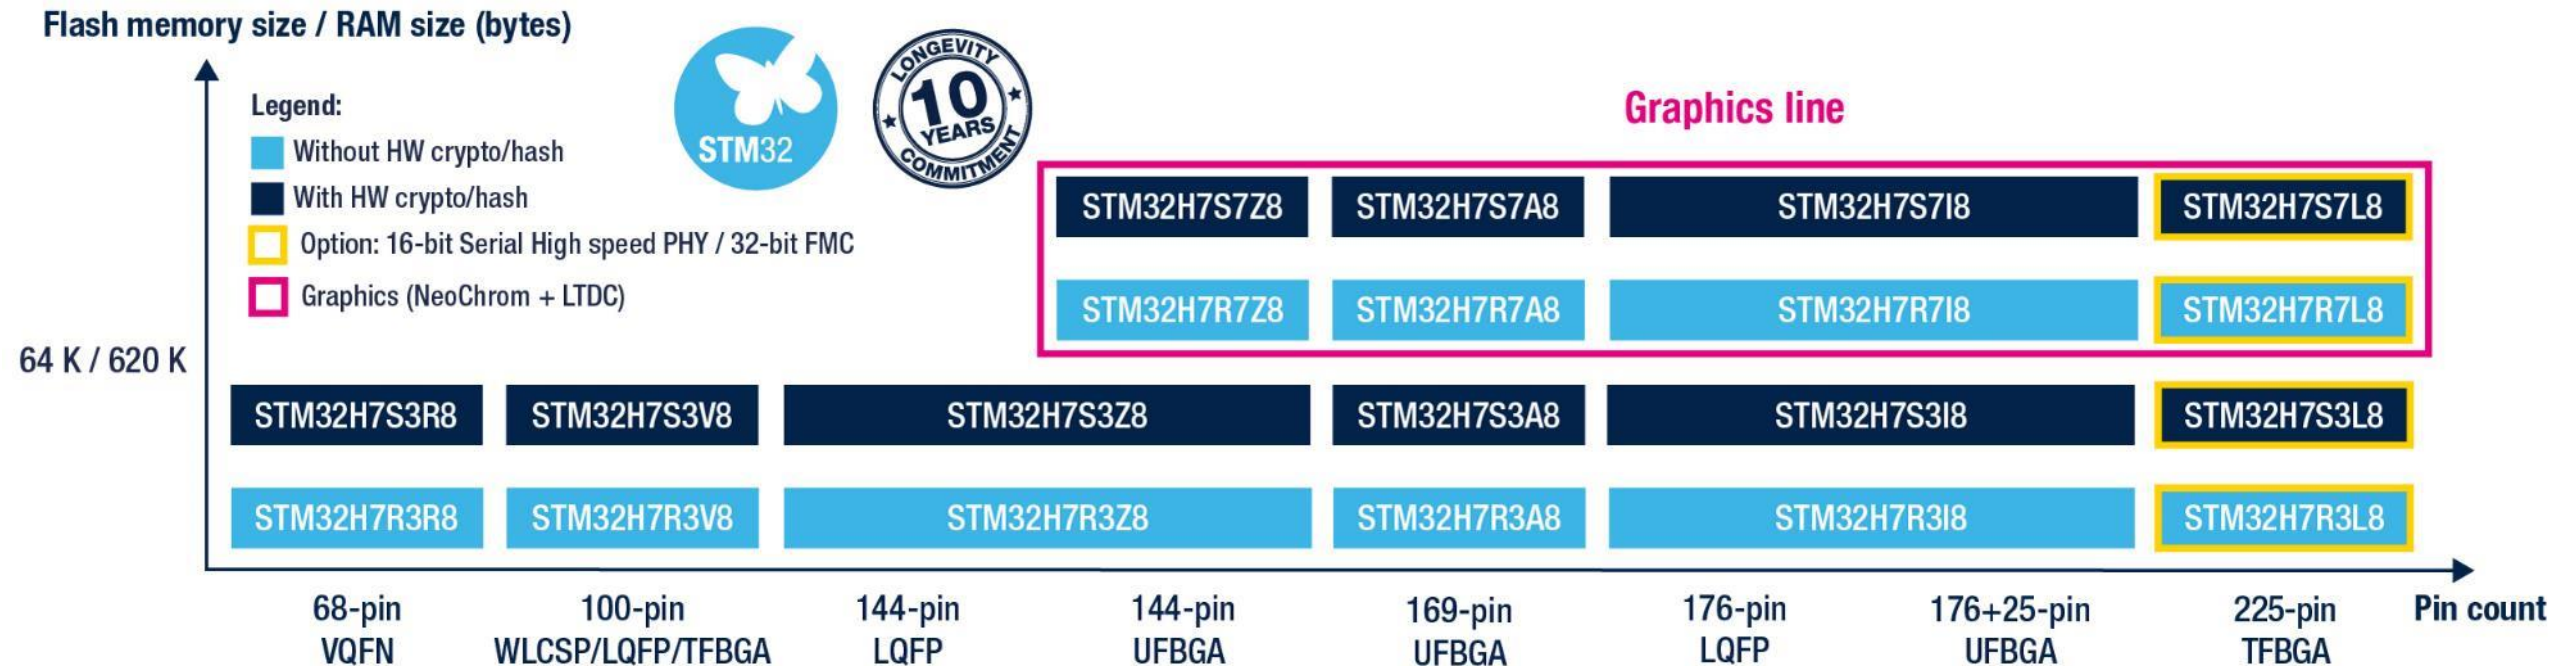 Flash memory size / RAM size (bytes)
Legend:
Without HW crypto/hash
With HW crypto/hash
Option: 16-bit Serial High speed PHY / 32-bit FMC
Graphics (NeoChrom + LTDC)
STM32
LONGEVITY
10
YEARS
COMMITMENT
Graphics line
STM32H7S7Z8 STM32H7S7A8 STM32H7S7I8 STM32H7S7L8
STM32H7R7Z8 STM32H7R7A8 STM32H7R7I8 STM32H7R7L8
64 K / 620 K
STM32H7S3R8 STM32H7S3V8 STM32H7S3Z8 STM32H7S3A8 STM32H7S3I8 STM32H7S3L8
STM32H7R3R8 STM32H7R3V8 STM32H7R3Z8 STM32H7R3A8 STM32H7R3I8 STM32H7R3L8
68-pin 100-pin 144-pin 144-pin 169-pin 176-pin 176+25-pin 225-pin Pin count
VQFN WLCSP/LQFP/TFBGA LQFP UFBGA UFBGA LQFP UFBGA TFBGA